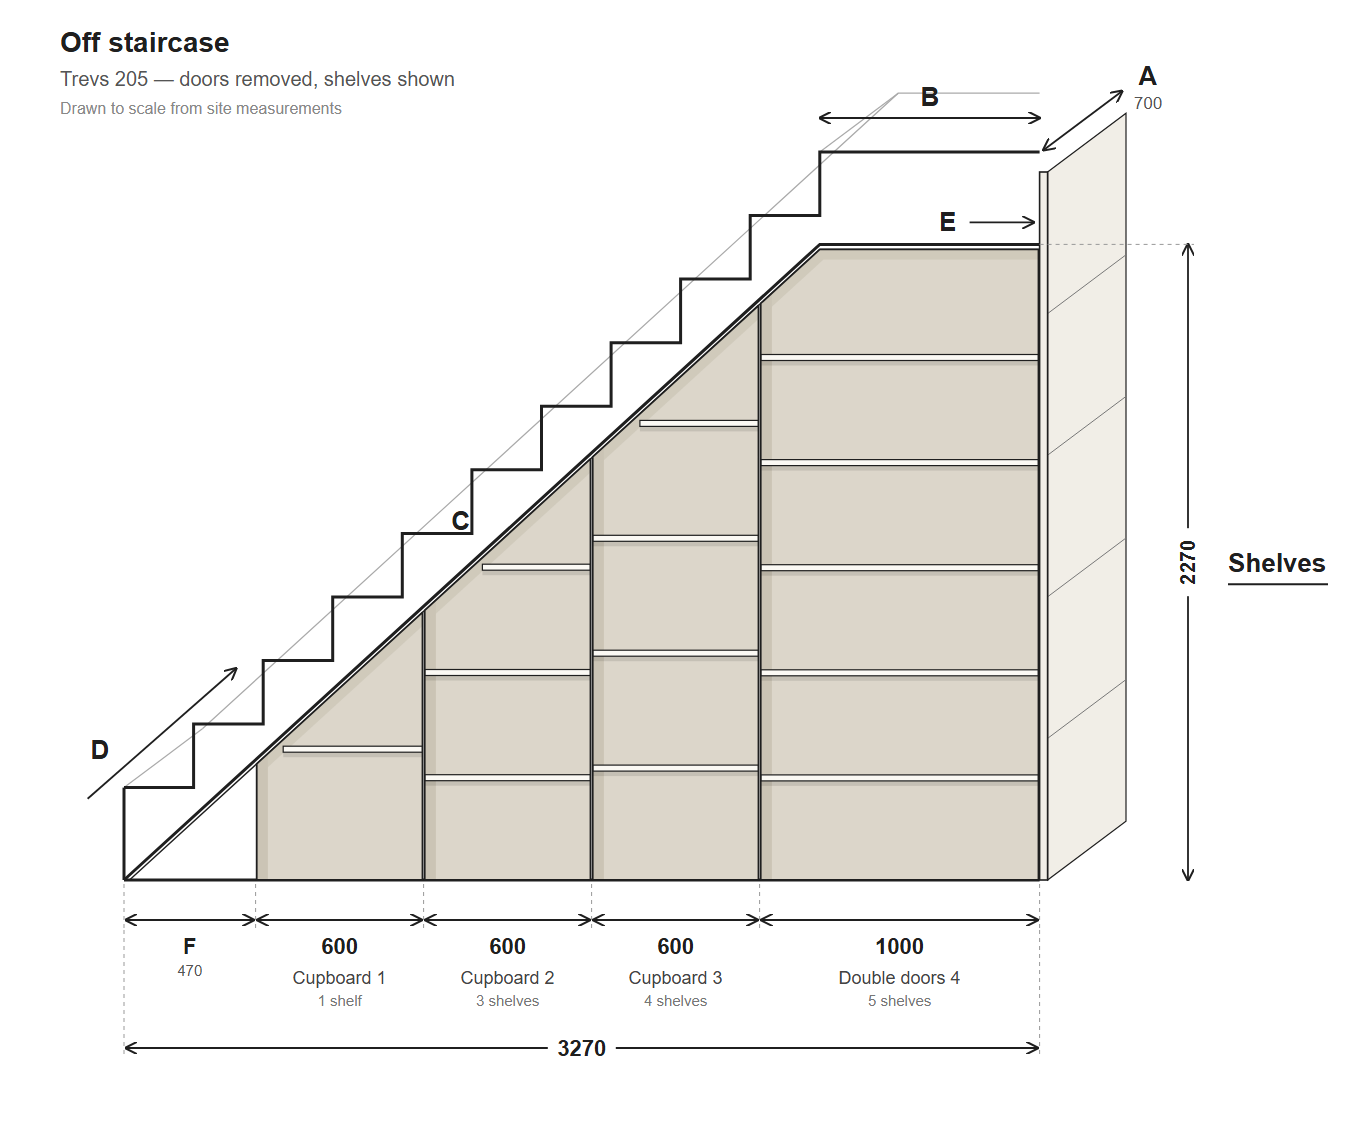 Off staircase
Trevs 205 — doors removed, shelves shown
Drawn to scale from site measurements
A
700
B
E
C
D
2270
Shelves
F
470
600
Cupboard 1
1 shelf
600
Cupboard 2
3 shelves
600
Cupboard 3
4 shelves
1000
Double doors 4
5 shelves
3270